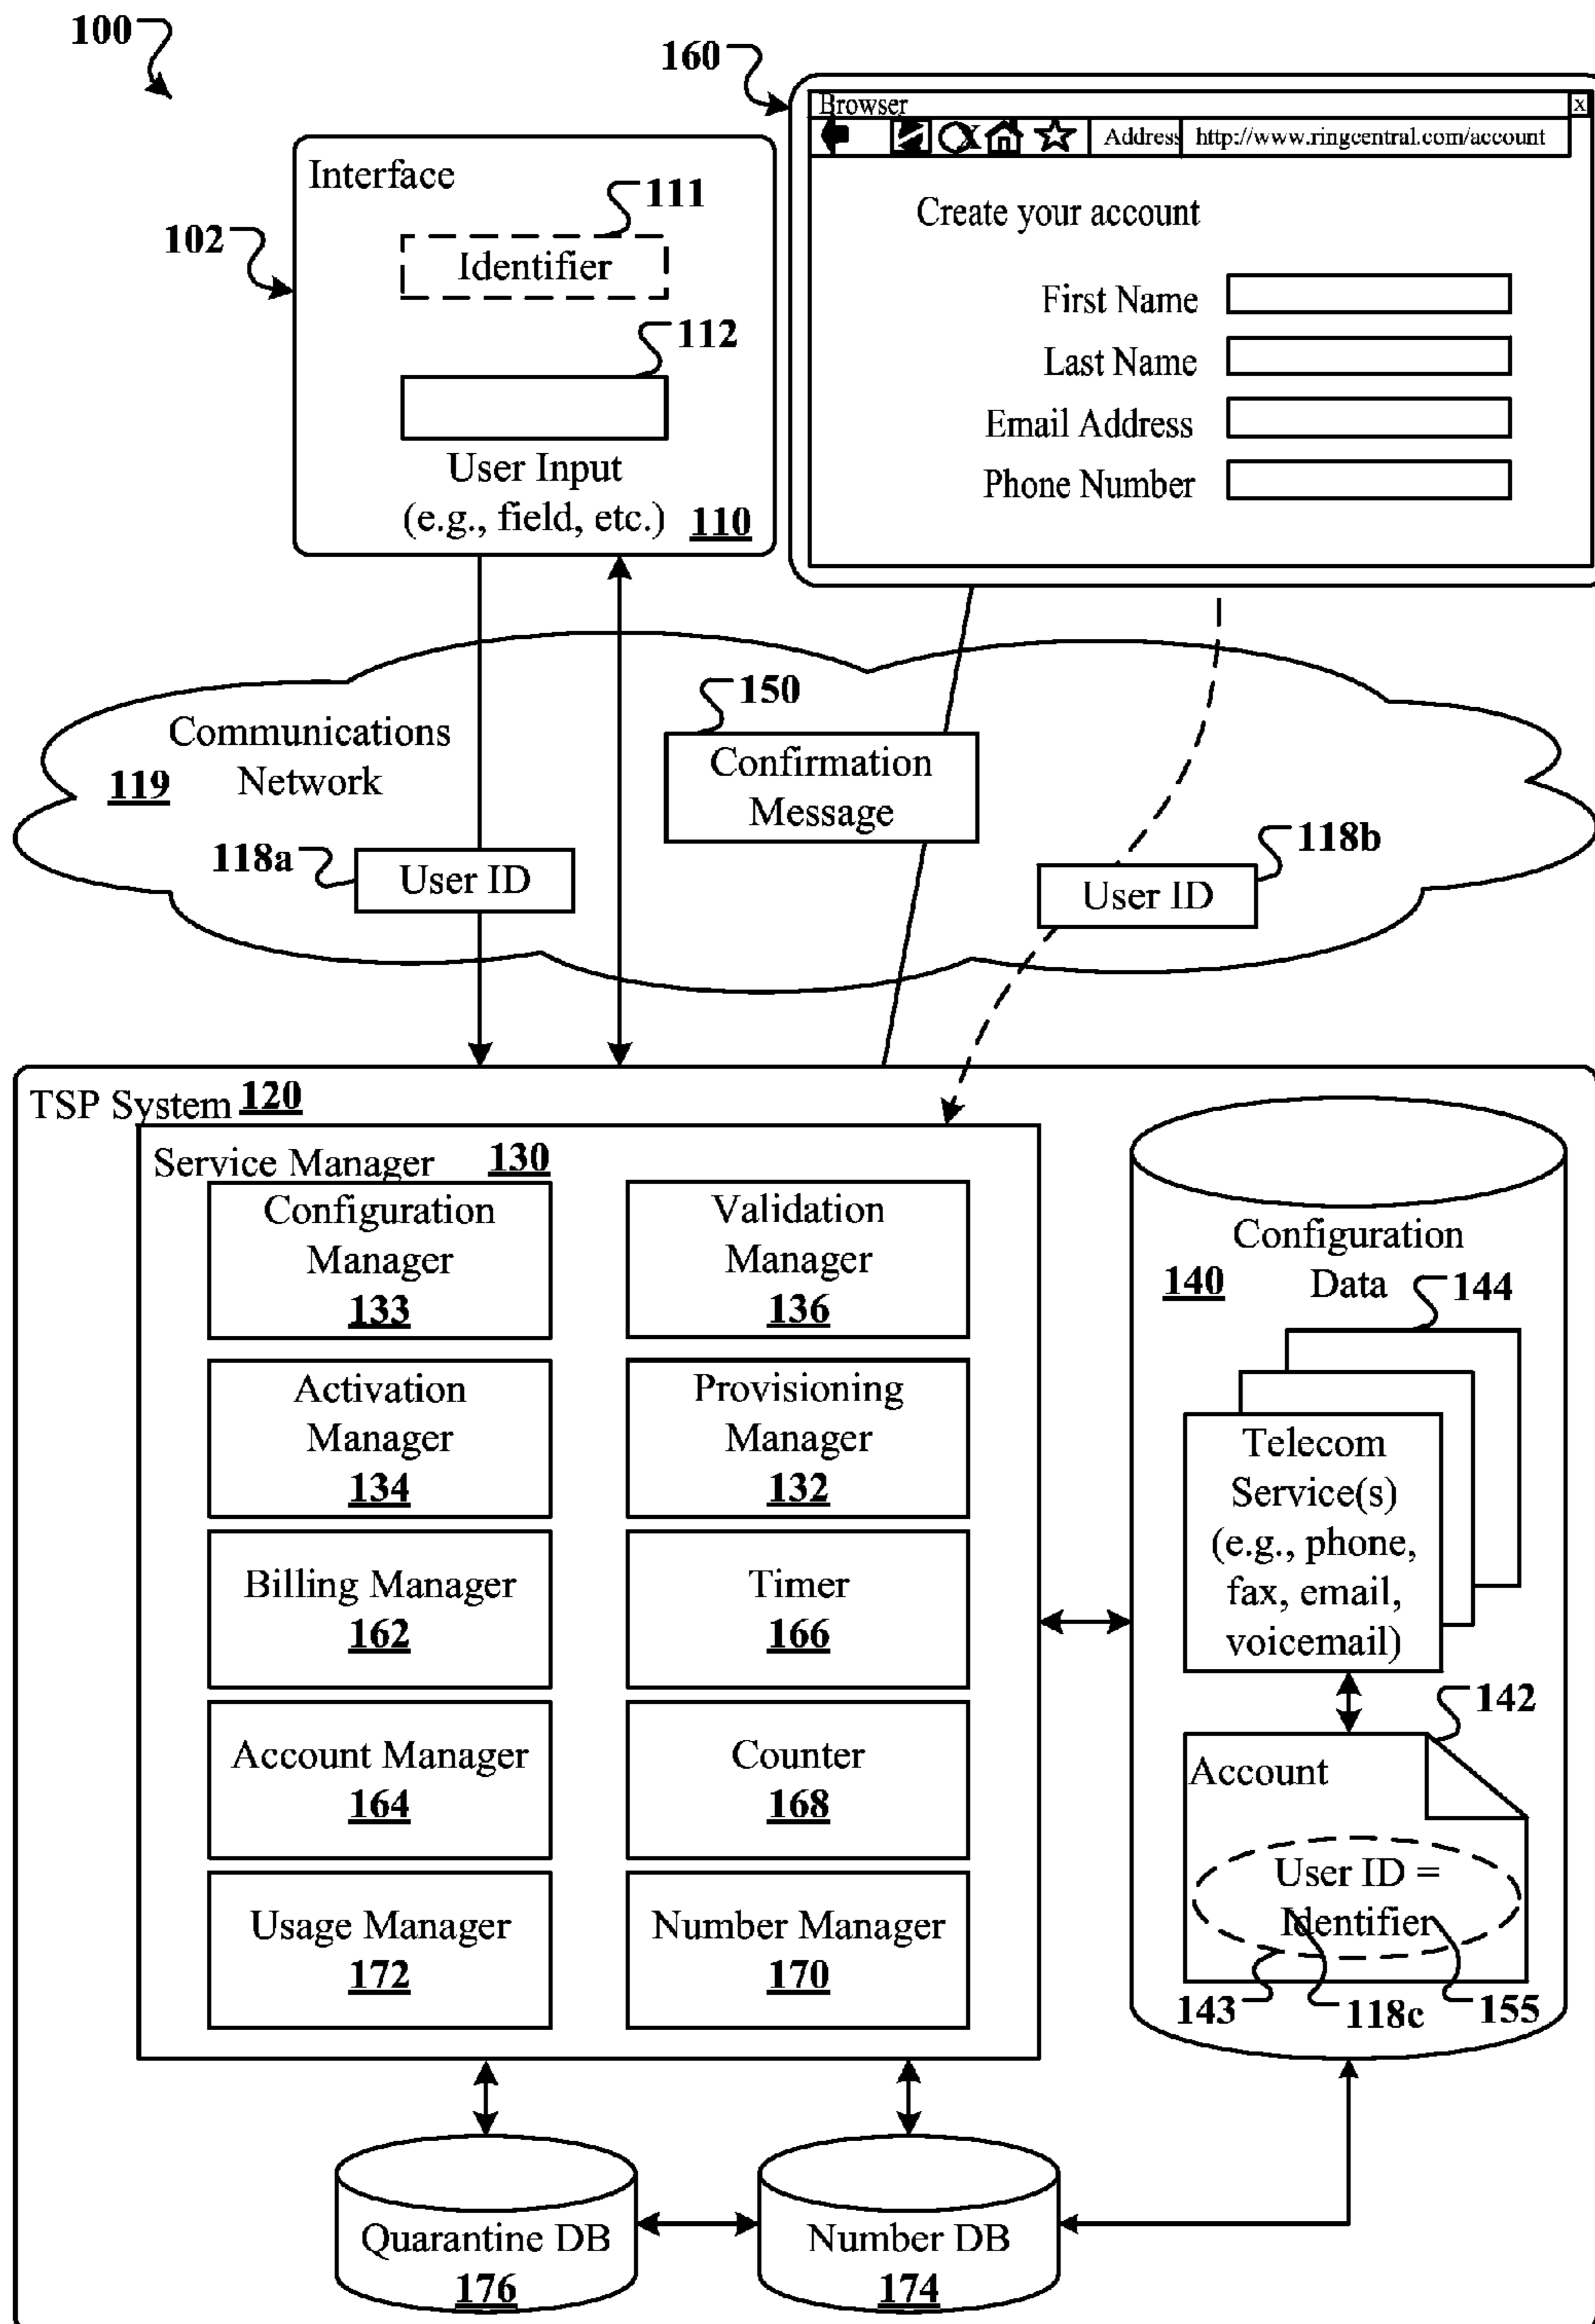 100
160
Browser
x
Address
http://www.ringcentral.com/account
Create your account
First Name
Last Name
Email Address
Phone Number
Interface
111
102
Identifier
112
User Input
(e.g., field, etc.) 110
150
Communications
119 Network
Confirmation
Message
118a
User ID
118b
User ID
TSP System 120
Service Manager 130
Configuration
Manager
133
Validation
Manager
136
Activation
Manager
134
Provisioning
Manager
132
Billing Manager
162
Timer
166
Account Manager
164
Counter
168
Usage Manager
172
Number Manager
170
Configuration
140 Data
144
Telecom
Service(s)
(e.g., phone,
fax, email,
voicemail)
142
Account
User ID =
Identifier
143 118c 155
Quarantine DB
176
Number DB
174